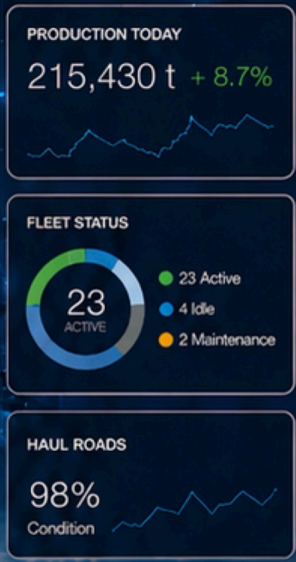 PRODUCTION TODAY
215,430 t + 8.7%
FLEET STATUS
23
ACTIVE
23 Active
4 Idle
2 Maintenance
HAUL ROADS
98%
Condition